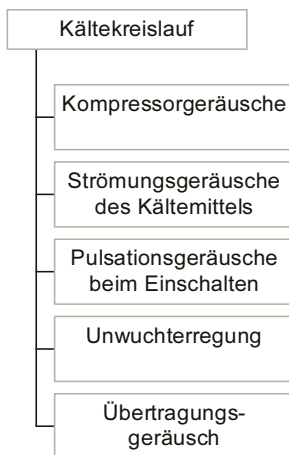 Kältekreislauf
Kompressorgeräusche
Strömungsgeräusche
des Kältemittels
Pulsationsgeräusche
beim Einschalten
Unwuchterregung
Übertragungs-
geräusch